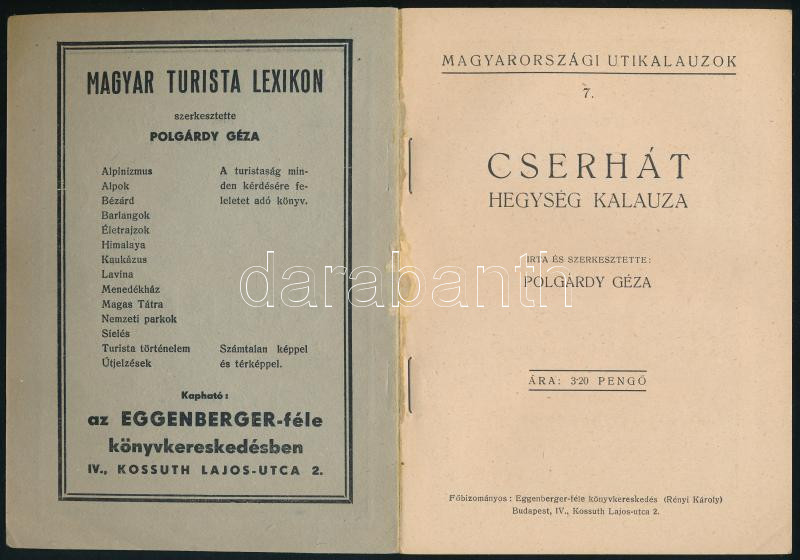 MAGYAR TURISTA LEXIKON
szerkesztette
POLGÁRDY GÉZA
Alpinizmus
Alpok
Bézárd
Barlangok
Életrajzok
Himalaya
Kaukázus
Lavina
Menedékház
Magas Tátra
Nemzeti parkok
Sielés
Turista történelem
Útjelzések
A turistaság min-
den kérdésére fe-
leletet adó könyv.
Számtalan képpel
és térképpel.
Kapható:
az EGGENBERGER-féle
könyvkereskedésben
IV., KOSSUTH LAJOS-UTCA 2.
MAGYARORSZÁGI UTIKALAUZOK
7.
CSERHÁT
HEGYSÉG KALAUZA
IRTA ÉS SZERKESZTETTE:
POLGÁRDY GÉZA
ÁRA: 3·20 PENGŐ
Főbizományos: Eggenberger-féle könyvkereskedés (Rényi Károly)
Budapest, IV., Kossuth Lajos-utca 2.
darabanth